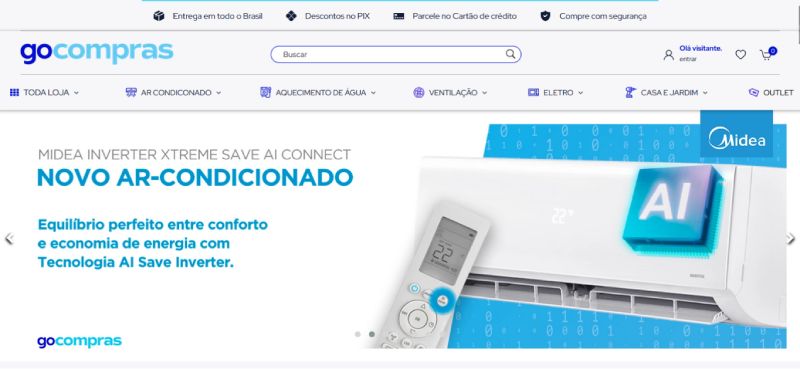 Entrega em todo o Brasil
Descontos no PIX
Parcele no Cartão de crédito
Compre com segurança
gocompras
Buscar
Olá visitante.
entrar
0
TODA LOJA
AR CONDICONADO
AQUECIMENTO DE ÁGUA
VENTILAÇÃO
ELETRO
CASA E JARDIM
OUTLET
Midea
MIDEA INVERTER XTREME SAVE AI CONNECT
NOVO AR-CONDICIONADO
Equilíbrio perfeito entre conforto
e economia de energia com
Tecnologia AI Save Inverter.
AI
22°
22
gocompras